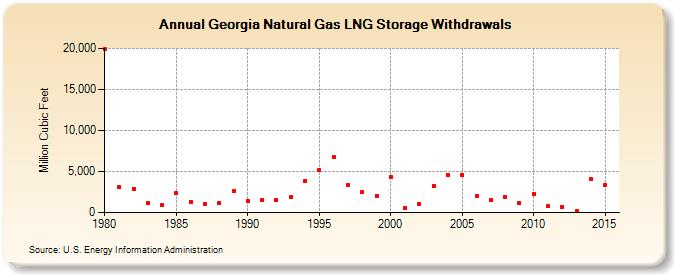 Annual Georgia Natural Gas LNG Storage Withdrawals
Million Cubic Feet
20,000
15,000
10,000
5,000
0
1980 1985 1990 1995 2000 2005 2010 2015
Source: U.S. Energy Information Administration